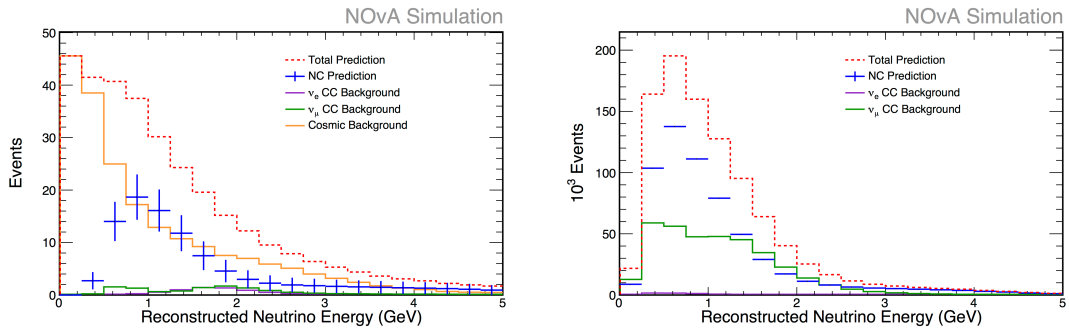 NOvA Simulation
50
40
30
20
10
0
Events
Total Prediction
NC Prediction
νe CC Background
νμ CC Background
Cosmic Background
0 1 2 3 4 5
Reconstructed Neutrino Energy (GeV)
NOvA Simulation
200
150
100
50
0
10³ Events
Total Prediction
NC Prediction
νe CC Background
νμ CC Background
0 1 2 3 4 5
Reconstructed Neutrino Energy (GeV)